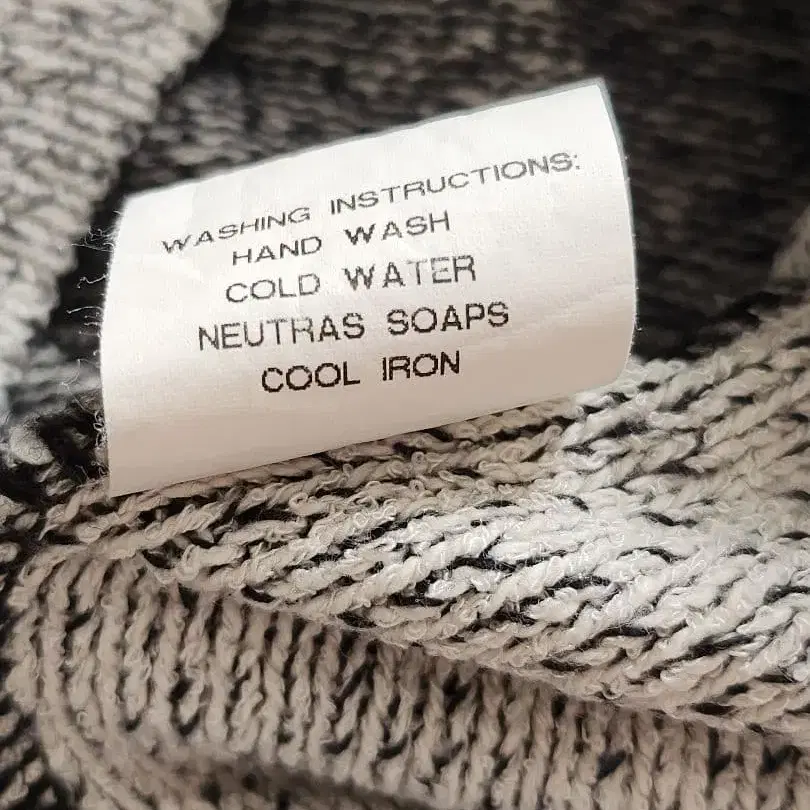 WASHING INSTRUCTIONS:
HAND WASH
COLD WATER
NEUTRAS SOAPS
COOL IRON